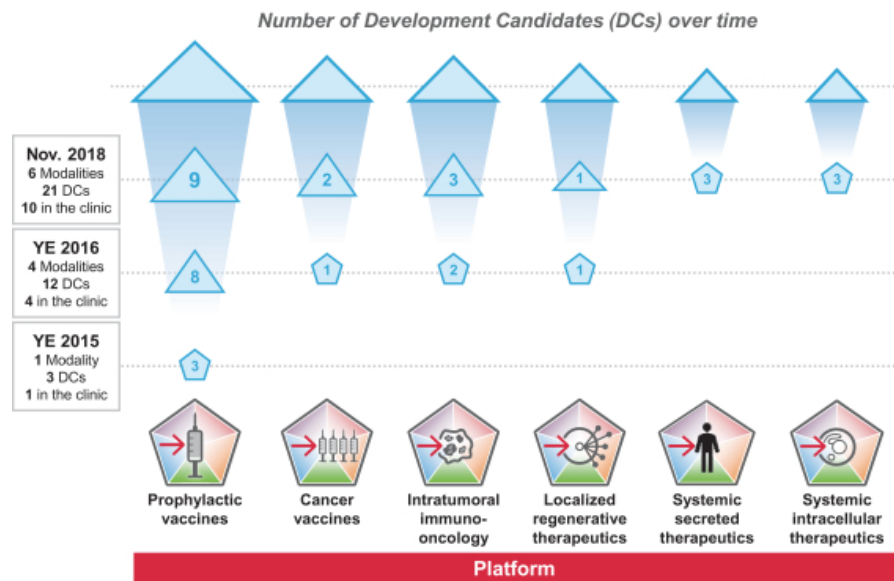 Number of Development Candidates (DCs) over time
Nov. 2018
6 Modalities
21 DCs
10 in the clinic
9
2
3
1
3
3
YE 2016
4 Modalities
12 DCs
4 in the clinic
8
1
2
1
YE 2015
1 Modality
3 DCs
1 in the clinic
3
Prophylactic
vaccines
Cancer
vaccines
Intratumoral
immuno-
oncology
Localized
regenerative
therapeutics
Systemic
secreted
therapeutics
Systemic
intracellular
therapeutics
Platform